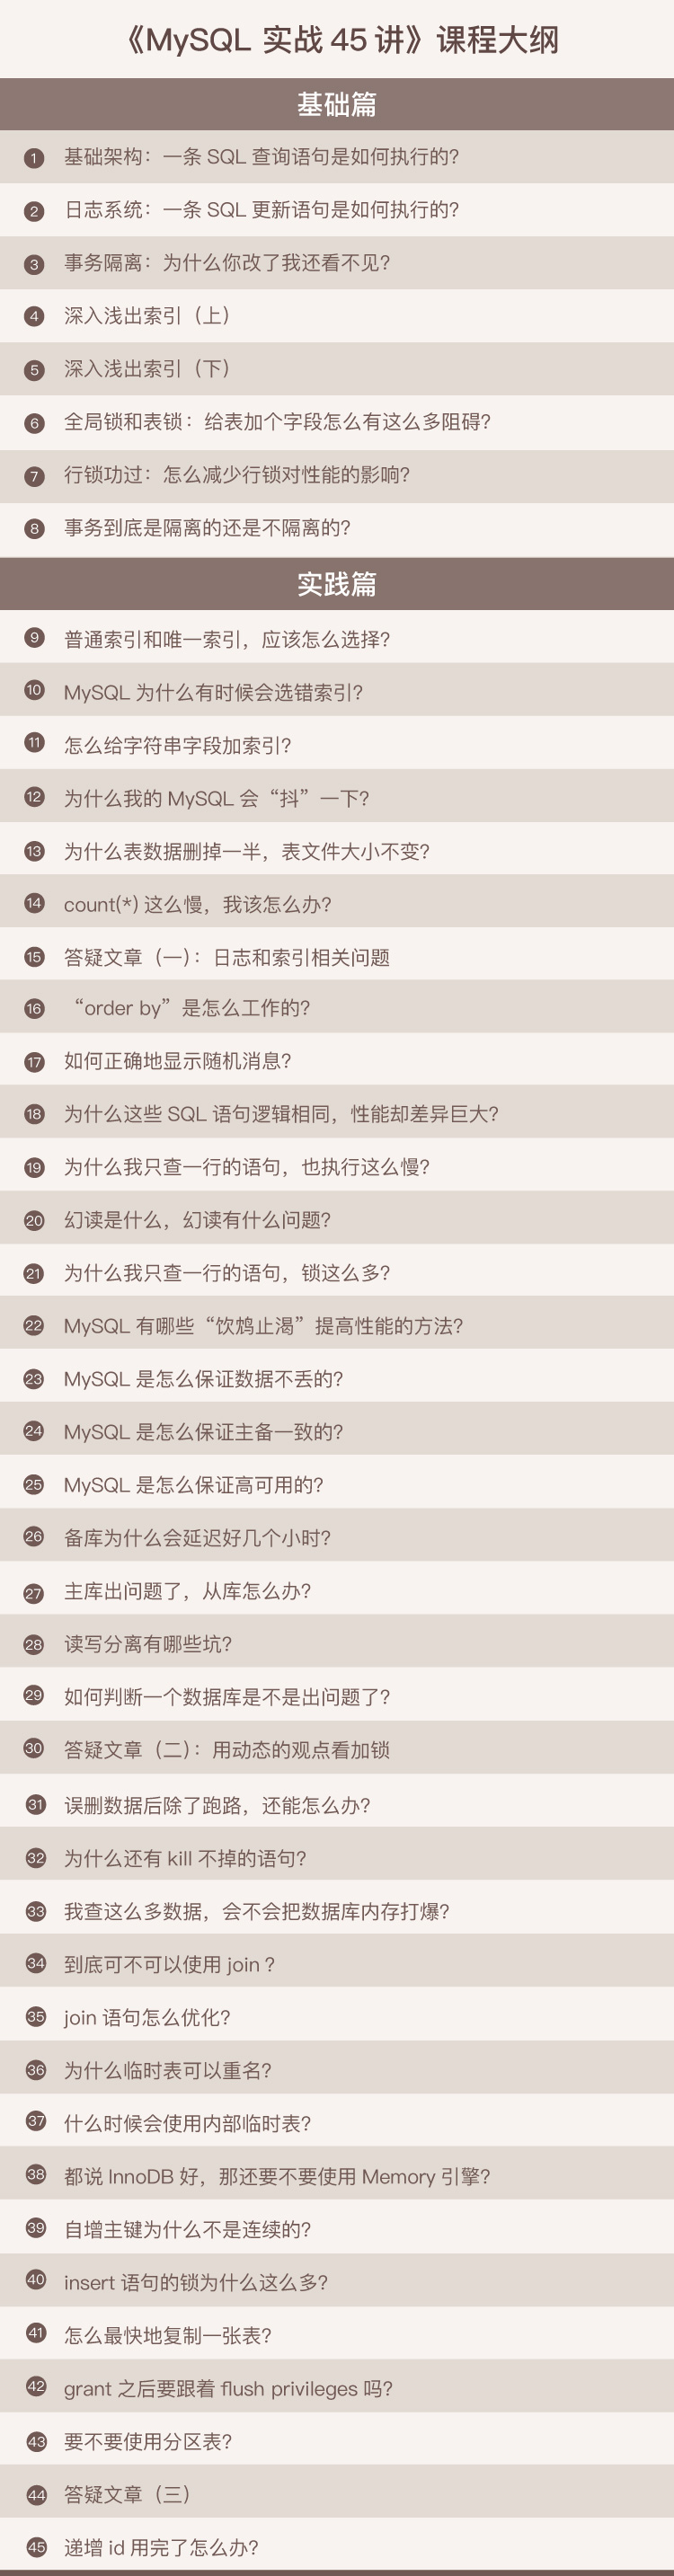 《MySQL 实战 45 讲》课程大纲
基础篇
1 基础架构：一条 SQL 查询语句是如何执行的?
2 日志系统：一条 SQL 更新语句是如何执行的?
3 事务隔离：为什么你改了我还看不见?
4 深入浅出索引（上）
5 深入浅出索引（下）
6 全局锁和表锁：给表加个字段怎么有这么多阻碍?
7 行锁功过：怎么减少行锁对性能的影响?
8 事务到底是隔离的还是不隔离的?
实践篇
9 普通索引和唯一索引，应该怎么选择?
10 MySQL 为什么有时候会选错索引?
11 怎么给字符串字段加索引?
12 为什么我的 MySQL 会“抖”一下?
13 为什么表数据删掉一半，表文件大小不变?
14 count(*) 这么慢，我该怎么办?
15 答疑文章（一）：日志和索引相关问题
16 “order by”是怎么工作的?
17 如何正确地显示随机消息?
18 为什么这些 SQL 语句逻辑相同，性能却差异巨大?
19 为什么我只查一行的语句，也执行这么慢?
20 幻读是什么，幻读有什么问题?
21 为什么我只查一行的语句，锁这么多?
22 MySQL 有哪些“饮鸩止渴”提高性能的方法?
23 MySQL 是怎么保证数据不丢的?
24 MySQL 是怎么保证主备一致的?
25 MySQL 是怎么保证高可用的?
26 备库为什么会延迟好几个小时?
27 主库出问题了，从库怎么办?
28 读写分离有哪些坑?
29 如何判断一个数据库是不是出问题了?
30 答疑文章（二）：用动态的观点看加锁
31 误删数据后除了跑路，还能怎么办?
32 为什么还有 kill 不掉的语句?
33 我查这么多数据，会不会把数据库内存打爆?
34 到底可不可以使用 join ?
35 join 语句怎么优化?
36 为什么临时表可以重名?
37 什么时候会使用内部临时表?
38 都说 InnoDB 好，那还要不要使用 Memory 引擎?
39 自增主键为什么不是连续的?
40 insert 语句的锁为什么这么多?
41 怎么最快地复制一张表?
42 grant 之后要跟着 flush privileges 吗?
43 要不要使用分区表?
44 答疑文章（三）
45 递增 id 用完了怎么办?